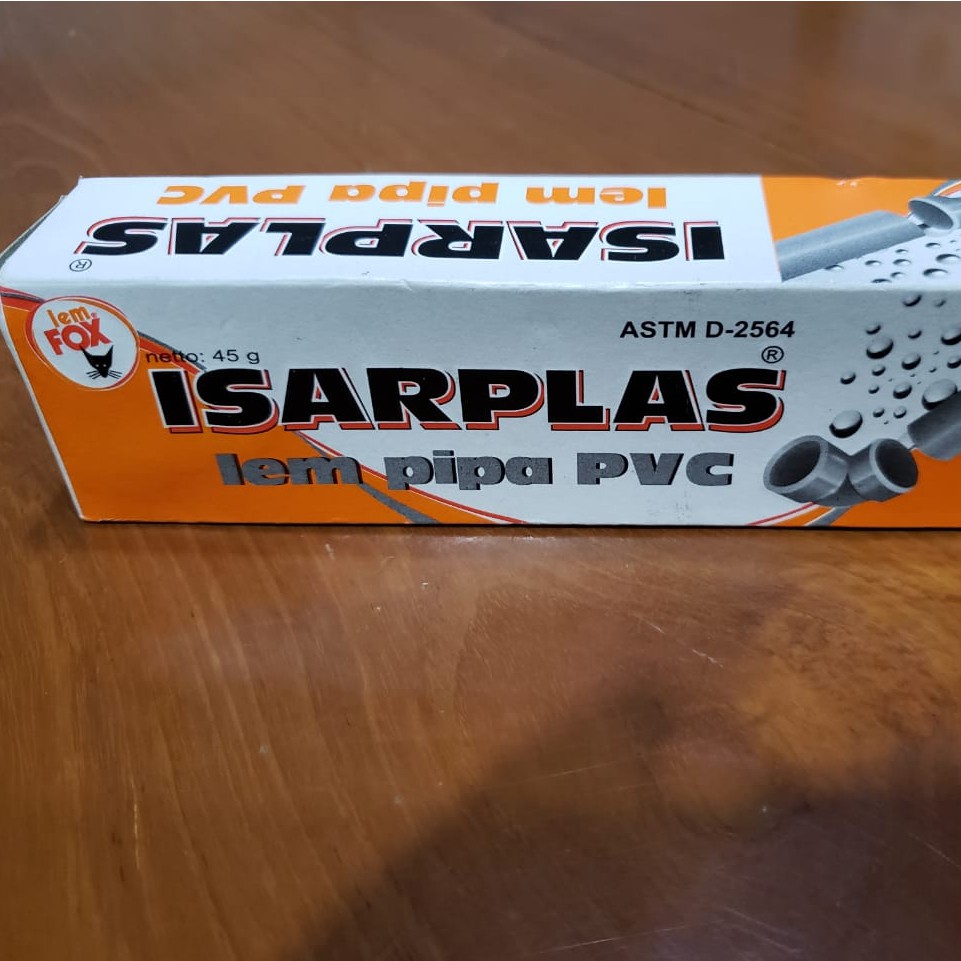 lem pipa PVC
ISARPLAS
®
lem®
FOX
netto: 45 g
ASTM D-2564
ISARPLAS®
lem pipa PVC